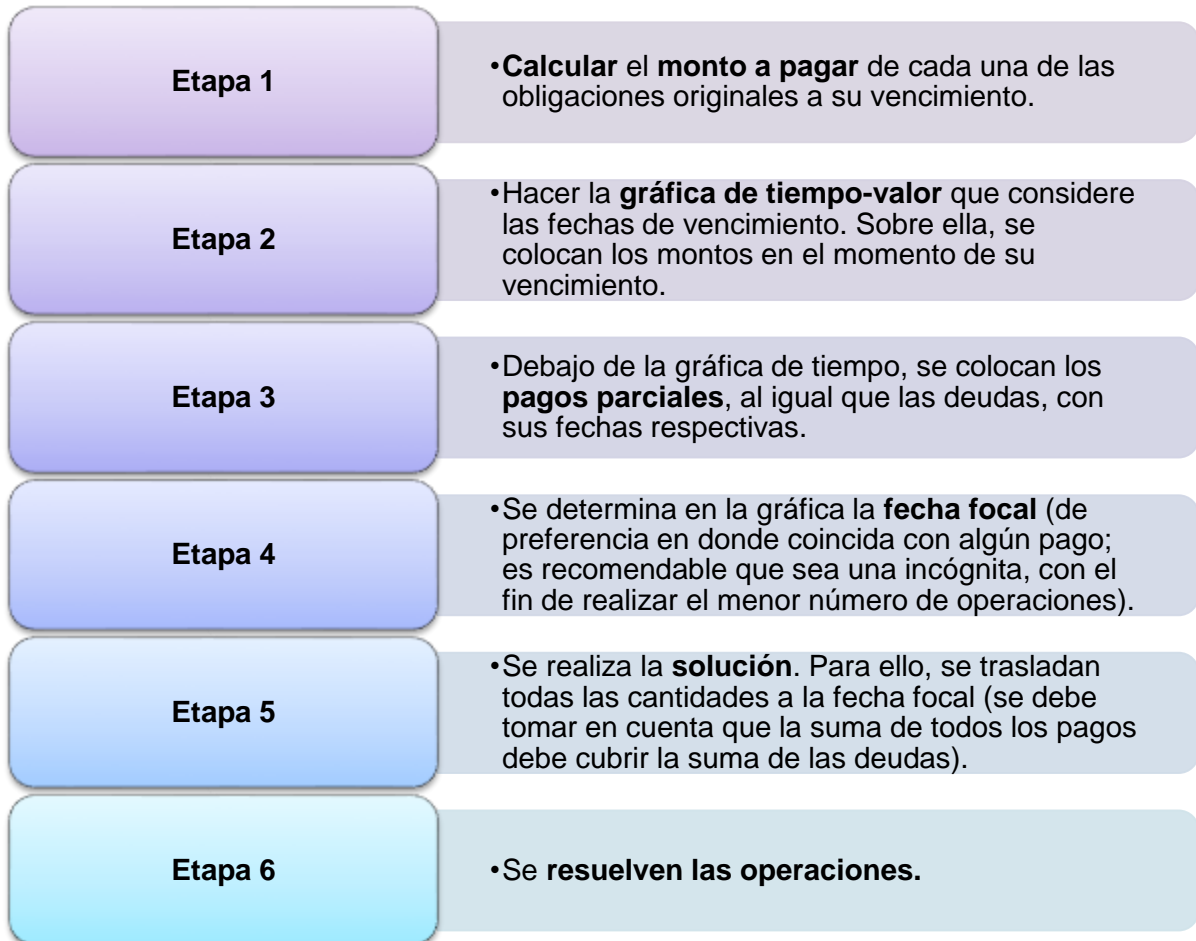 Etapa 1
•Calcular el monto a pagar de cada una de las
obligaciones originales a su vencimiento.
Etapa 2
•Hacer la gráfica de tiempo-valor que considere
las fechas de vencimiento. Sobre ella, se
colocan los montos en el momento de su
vencimiento.
Etapa 3
•Debajo de la gráfica de tiempo, se colocan los
pagos parciales, al igual que las deudas, con
sus fechas respectivas.
Etapa 4
•Se determina en la gráfica la fecha focal (de
preferencia en donde coincida con algún pago;
es recomendable que sea una incógnita, con el
fin de realizar el menor número de operaciones).
Etapa 5
•Se realiza la solución. Para ello, se trasladan
todas las cantidades a la fecha focal (se debe
tomar en cuenta que la suma de todos los pagos
debe cubrir la suma de las deudas).
Etapa 6
•Se resuelven las operaciones.